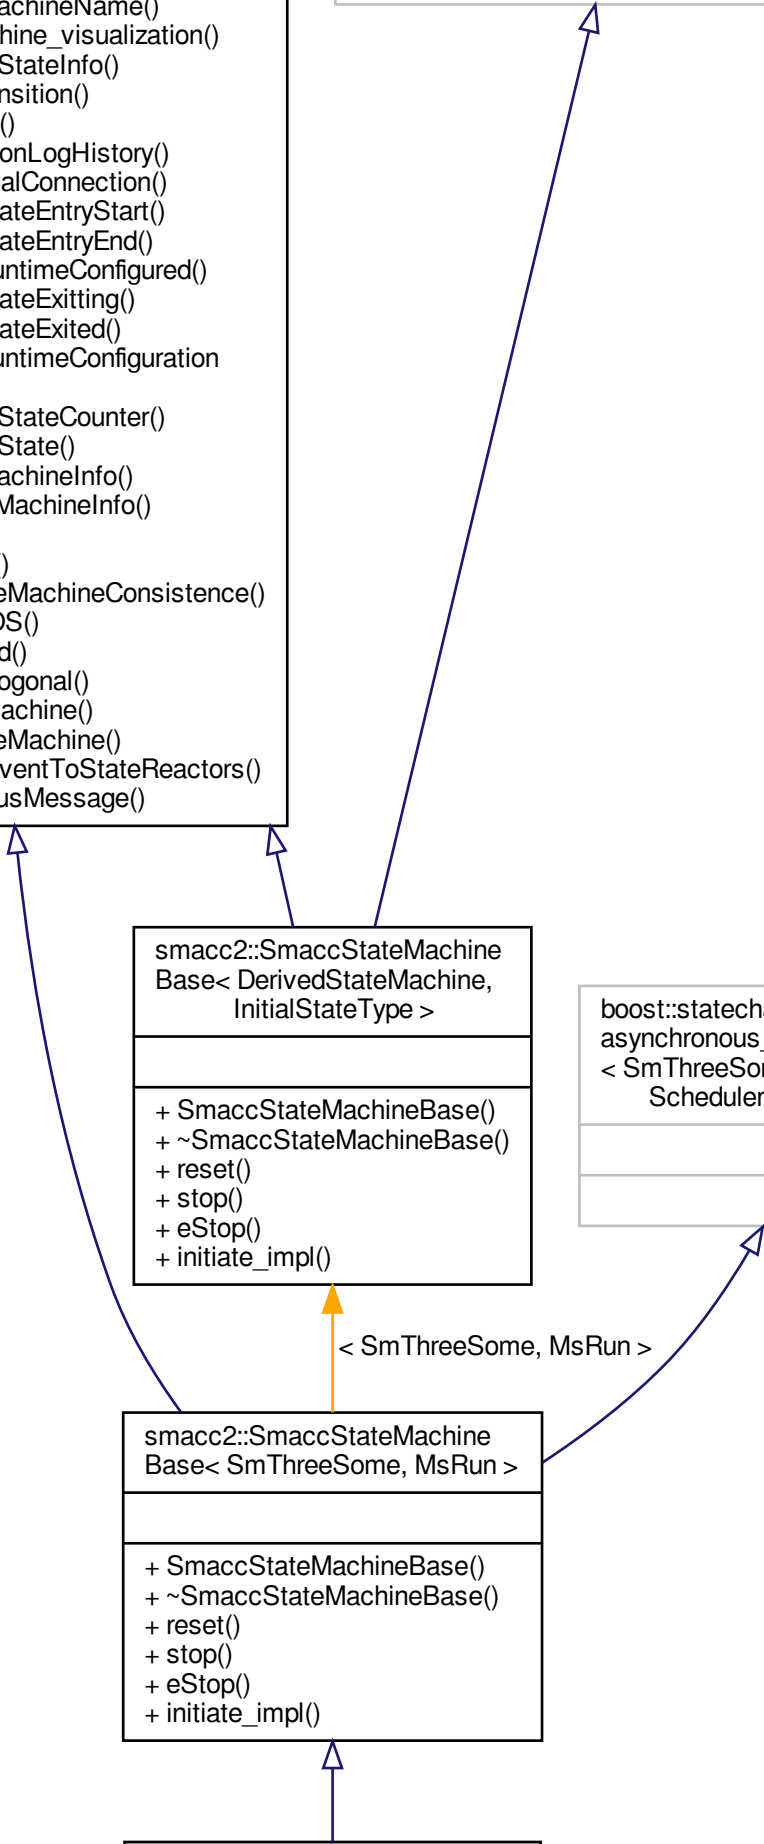 achineName()
hine_visualization()
StateInfo()
nsition()
()
onLogHistory()
alConnection()
ateEntryStart()
ateEntryEnd()
untimeConfigured()
ateExitting()
ateExited()
untimeConfiguration
StateCounter()
State()
achineInfo()
MachineInfo()
()
eMachineConsistence()
OS()
d()
ogonal()
achine()
eMachine()
ventToStateReactors()
usMessage()
smacc2::SmaccStateMachine
Base< DerivedStateMachine,
InitialStateType >
+ SmaccStateMachineBase()
+ ~SmaccStateMachineBase()
+ reset()
+ stop()
+ eStop()
+ initiate_impl()
boost::statech
asynchronous_
< SmThreeSo
Scheduler
< SmThreeSome, MsRun >
smacc2::SmaccStateMachine
Base< SmThreeSome, MsRun >
+ SmaccStateMachineBase()
+ ~SmaccStateMachineBase()
+ reset()
+ stop()
+ eStop()
+ initiate_impl()